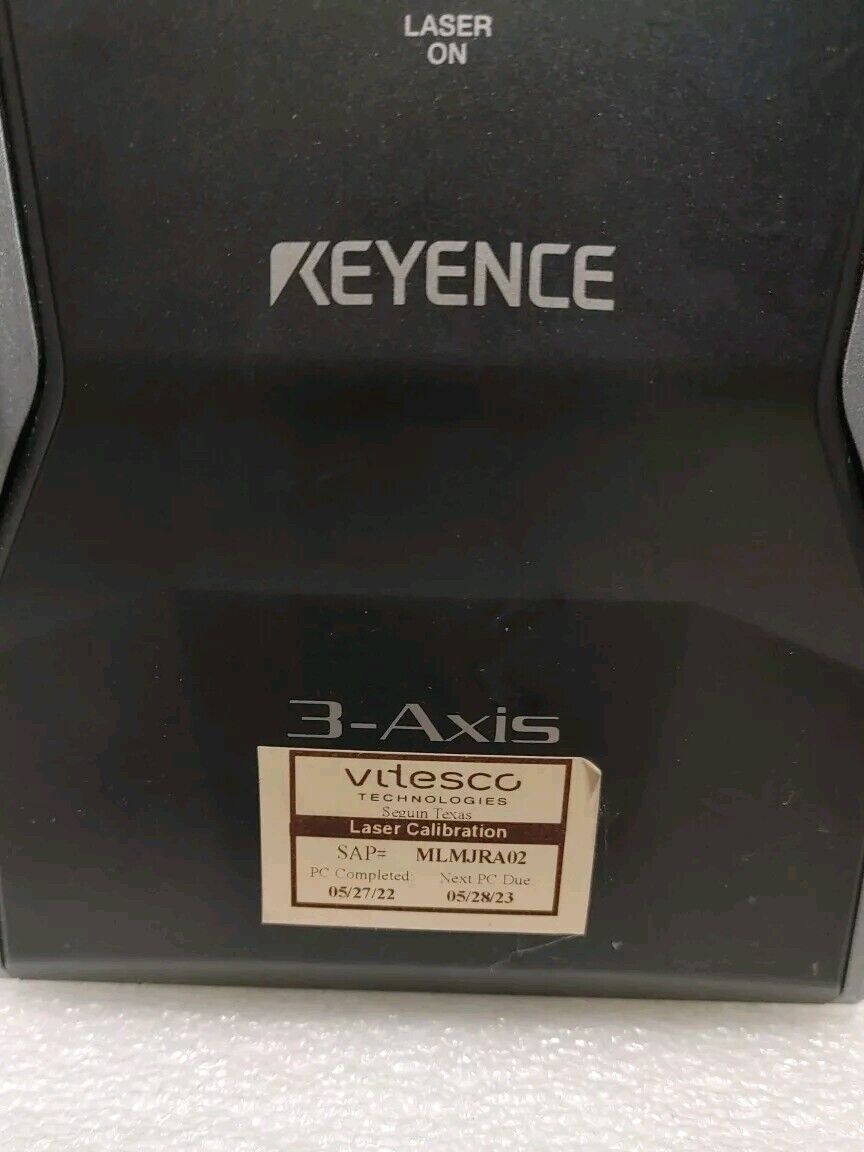 LASER
ON
KEYENCE
3-Axis
vitesco
TECHNOLOGIES
Seguin Texas
Laser Calibration
SAP= MLMJRA02
PC Completed Next PC Due
05/27/22 05/28/23